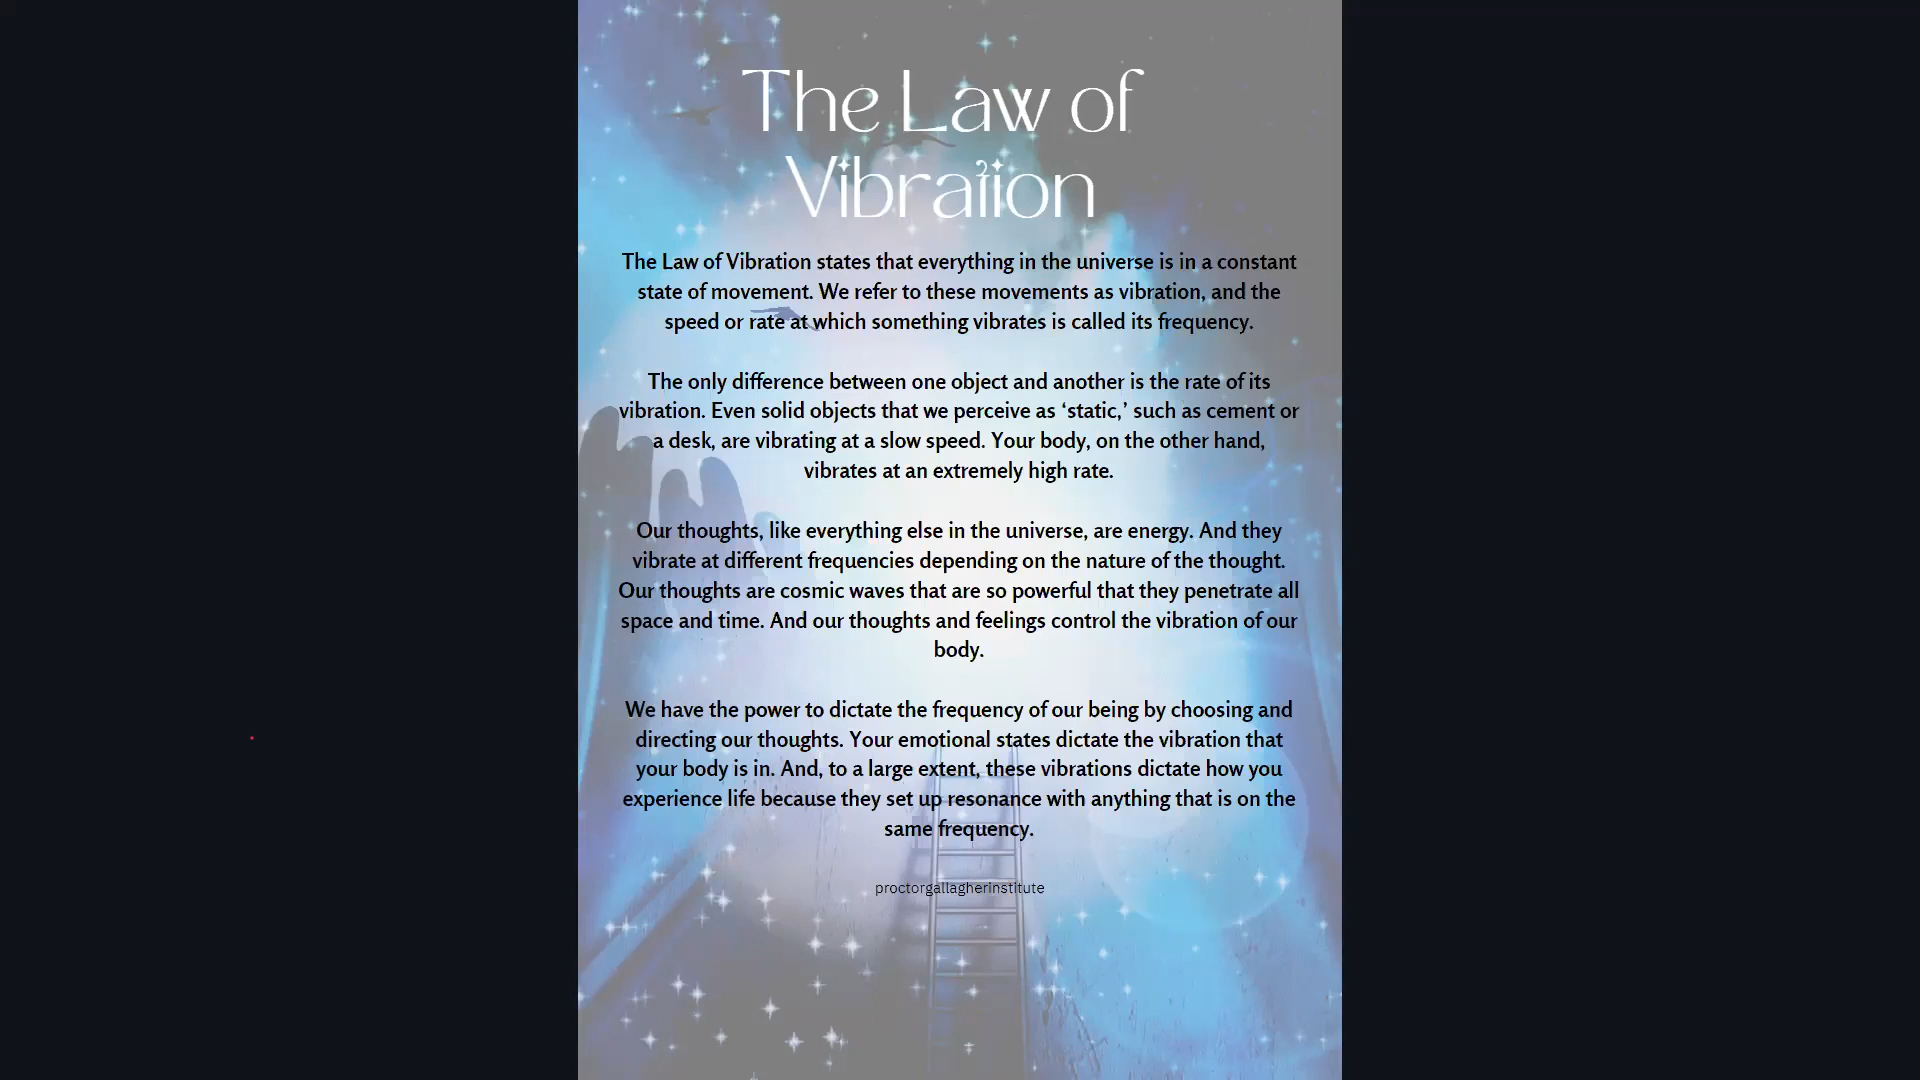 The Law of
Vibration
The Law of Vibration states that everything in the universe is in a constant
state of movement. We refer to these movements as vibration, and the
speed or rate at which something vibrates is called its frequency.
The only difference between one object and another is the rate of its
vibration. Even solid objects that we perceive as ‘static,’ such as cement or
a desk, are vibrating at a slow speed. Your body, on the other hand,
vibrates at an extremely high rate.
Our thoughts, like everything else in the universe, are energy. And they
vibrate at different frequencies depending on the nature of the thought.
Our thoughts are cosmic waves that are so powerful that they penetrate all
space and time. And our thoughts and feelings control the vibration of our
body.
We have the power to dictate the frequency of our being by choosing and
directing our thoughts. Your emotional states dictate the vibration that
your body is in. And, to a large extent, these vibrations dictate how you
experience life because they set up resonance with anything that is on the
same frequency.
proctorgallagherinstitute